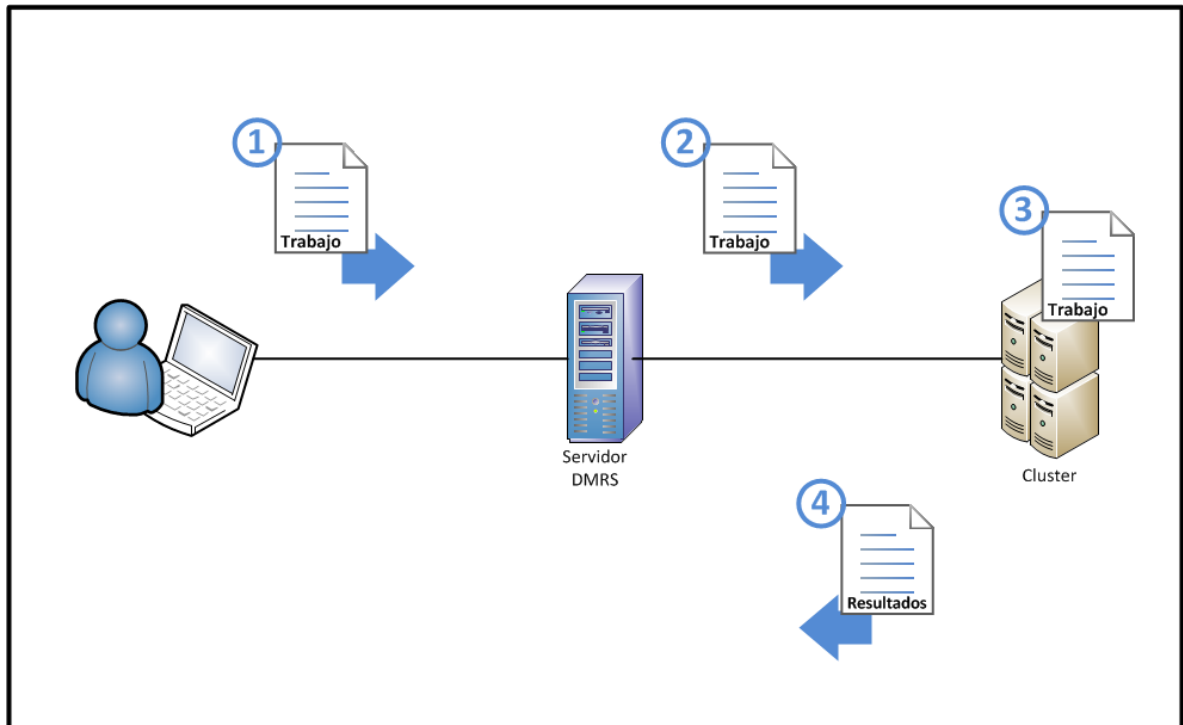 1
Trabajo
2
Trabajo
3
Trabajo
Servidor
DMRS
Cluster
4
Resultados